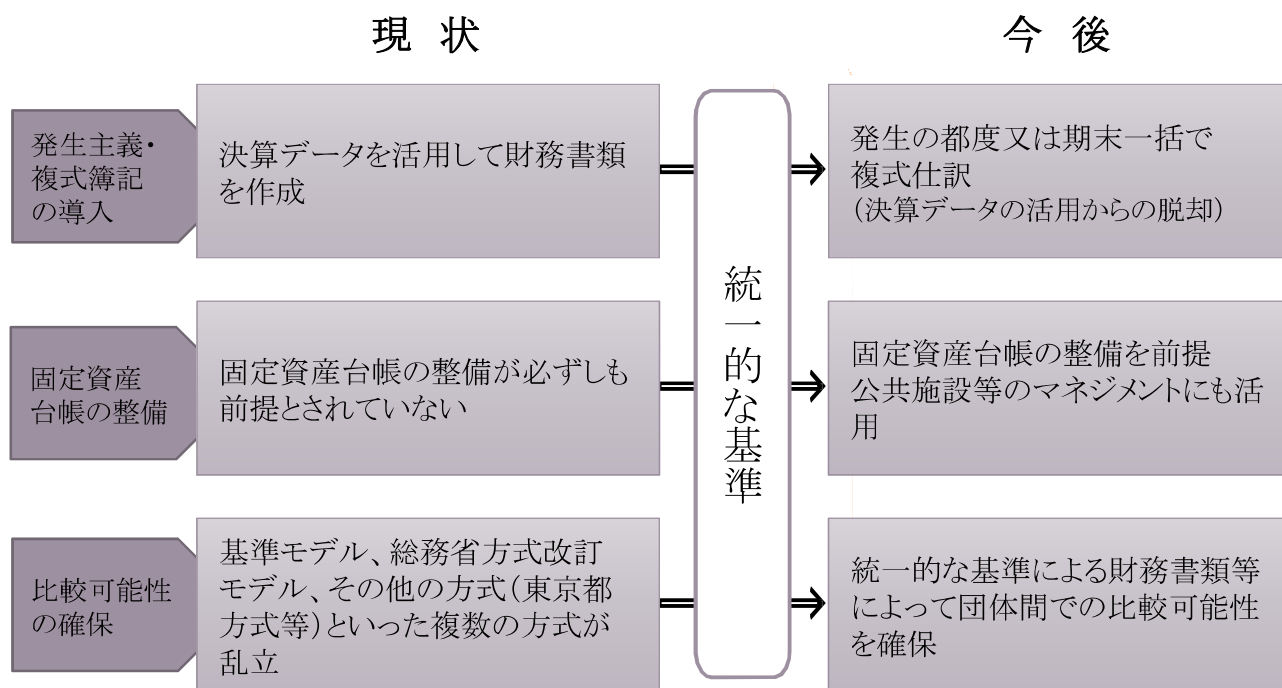 現 状
今 後
発生主義・
複式簿記
の導入
決算データを活用して財務書類
を作成
発生の都度又は期末一括で
複式仕訳
(決算データの活用からの脱却)
統一的な基準
固定資産
台帳の整備
固定資産台帳の整備が必ずしも
前提とされていない
固定資産台帳の整備を前提
公共施設等のマネジメントにも活
用
比較可能性
の確保
基準モデル、総務省方式改訂
モデル、その他の方式(東京都
方式等)といった複数の方式が
乱立
統一的な基準による財務書類等
によって団体間での比較可能性
を確保